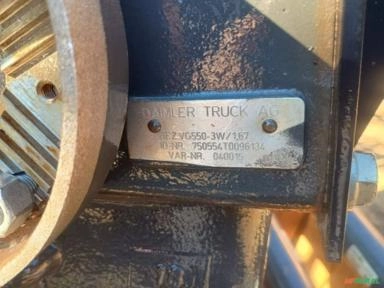 DAIMLER TRUCK AG
BEZ.VG550-3W/1,67
ID-NR. 750554T0096134
VAR-NR. 040015